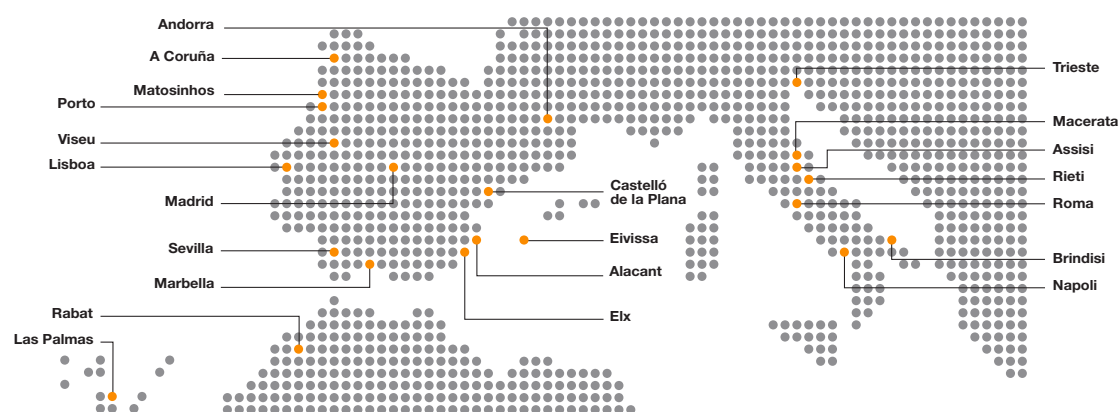 Andorra
A Coruña
Matosinhos
Porto
Viseu
Lisboa
Madrid
Sevilla
Marbella
Rabat
Las Palmas
Castelló
de la Plana
Eivissa
Alacant
Elx
Trieste
Macerata
Assisi
Rieti
Roma
Brindisi
Napoli